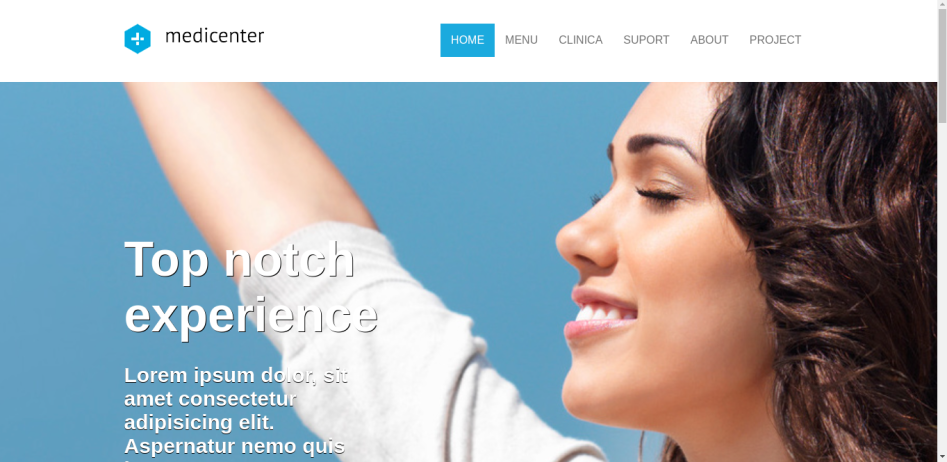 medicenter
HOME MENU CLINICA SUPORT ABOUT PROJECT
Top notch
experience
Lorem ipsum dolor, sit
amet consectetur
adipisicing elit.
Aspernatur nemo quis